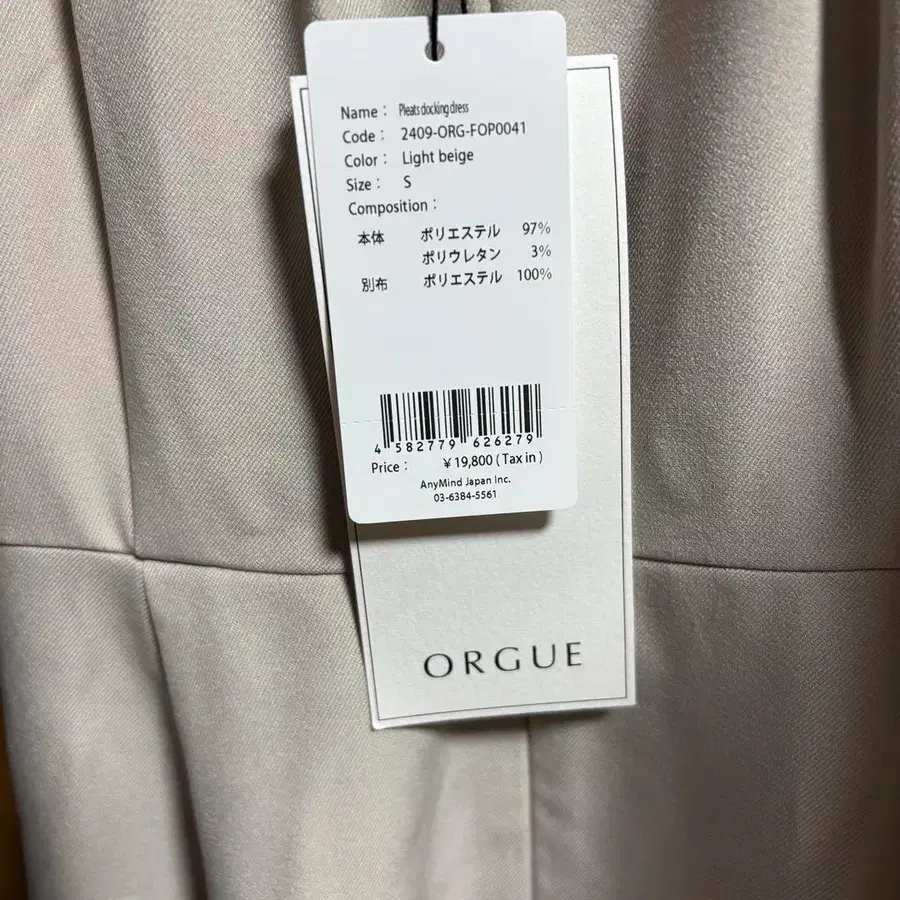 Name： Pleats docking dress
Code： 2409-ORG-FOP0041
Color： Light beige
Size： S
Composition：
本体 ポリエステル 97%
ポリウレタン 3%
別布 ポリエステル 100%
4 582779 626279
Price： ¥19,800 ( Tax in )
AnyMind Japan Inc.
03-6384-5561
ORGUE